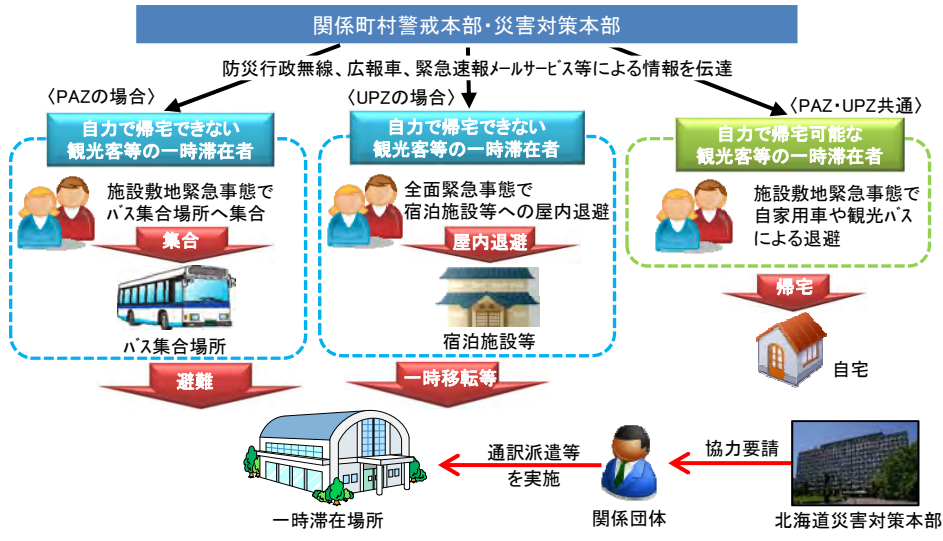 関係町村警戒本部・災害対策本部
防災行政無線、広報車、緊急速報メールサービス等による情報を伝達
〈PAZの場合〉
自力で帰宅できない
観光客等の一時滞在者
施設敷地緊急事態で
バス集合場所へ集合
集合
バス集合場所
避難
〈UPZの場合〉
自力で帰宅できない
観光客等の一時滞在者
全面緊急事態で
宿泊施設等への屋内退避
屋内退避
宿泊施設等
一時移転等
〈PAZ・UPZ共通〉
自力で帰宅可能な
観光客等の一時滞在者
施設敷地緊急事態で
自家用車や観光バス
による退避
帰宅
自宅
一時滞在場所
通訳派遣等
を実施
関係団体
協力要請
北海道災害対策本部